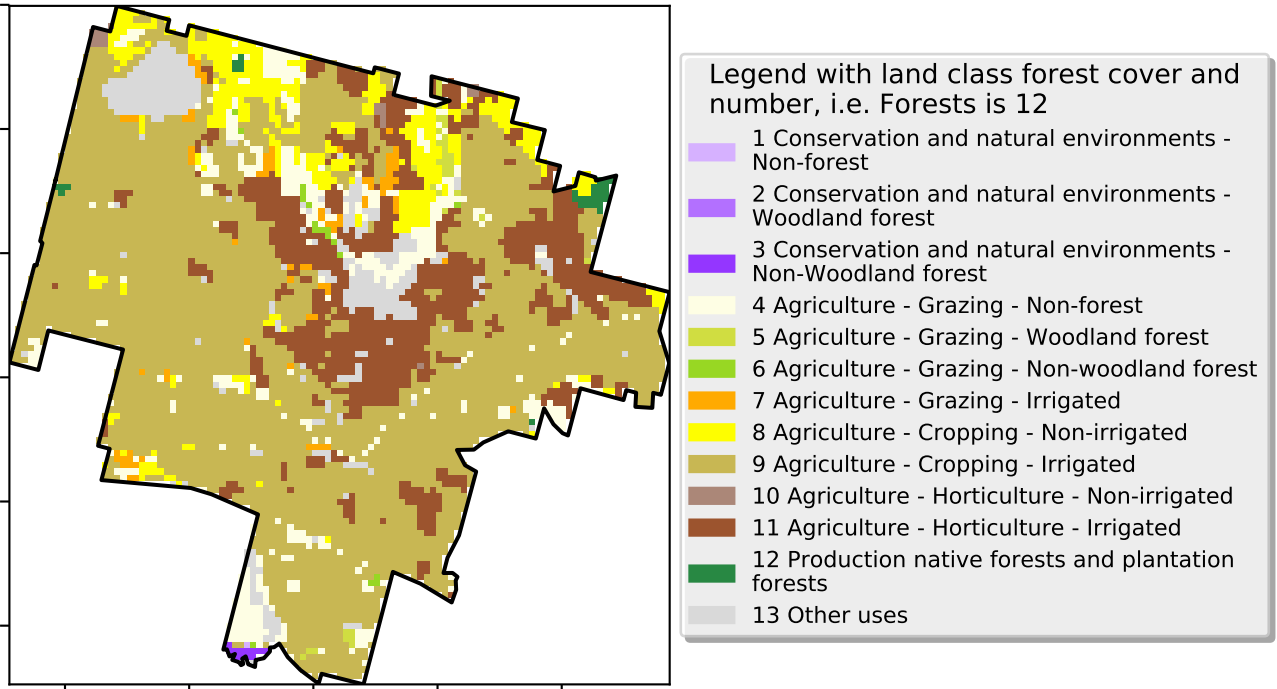 Legend with land class forest cover and
number, i.e. Forests is 12
1 Conservation and natural environments -
Non-forest
2 Conservation and natural environments -
Woodland forest
3 Conservation and natural environments -
Non-Woodland forest
4 Agriculture - Grazing - Non-forest
5 Agriculture - Grazing - Woodland forest
6 Agriculture - Grazing - Non-woodland forest
7 Agriculture - Grazing - Irrigated
8 Agriculture - Cropping - Non-irrigated
9 Agriculture - Cropping - Irrigated
10 Agriculture - Horticulture - Non-irrigated
11 Agriculture - Horticulture - Irrigated
12 Production native forests and plantation
forests
13 Other uses